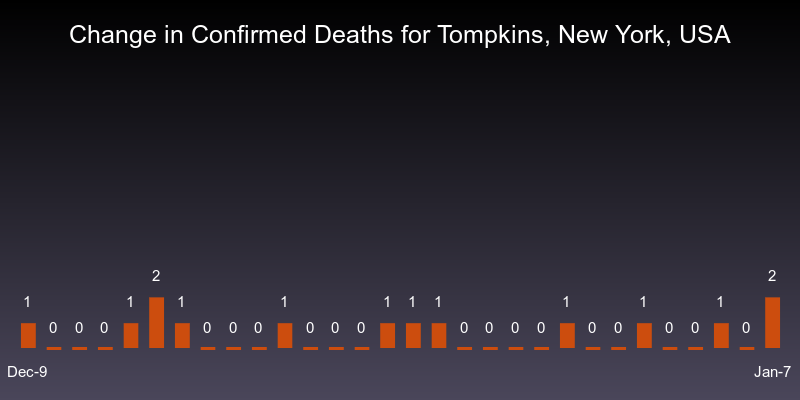 Change in Confirmed Deaths for Tompkins, New York, USA
2 2
1 1 1 1 1 1 1 1 1 1
0 0 0 0 0 0 0 0 0 0 0 0 0 0 0 0 0 0
Dec-9 Jan-7